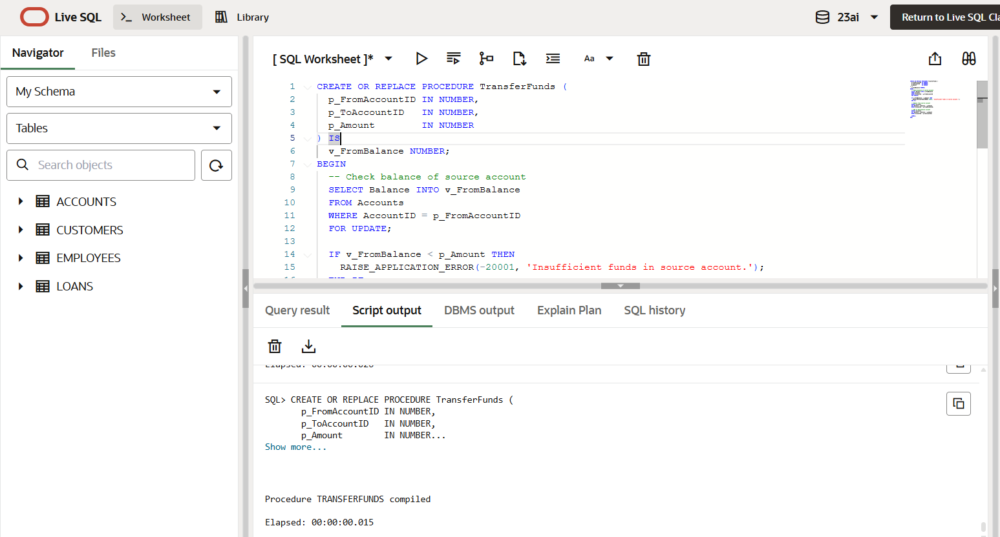 Live SQL
Worksheet
Library
23ai
Return to Live SQL Cla
Navigator
Files
My Schema
Tables
Search objects
ACCOUNTS
CUSTOMERS
EMPLOYEES
LOANS
[ SQL Worksheet ]*
Aa
1 CREATE OR REPLACE PROCEDURE TransferFunds (
2 p_FromAccountID IN NUMBER,
3 p_ToAccountID IN NUMBER,
4 p_Amount IN NUMBER
5 ) IS
6 v_FromBalance NUMBER;
7 BEGIN
8 -- Check balance of source account
9 SELECT Balance INTO v_FromBalance
10 FROM Accounts
11 WHERE AccountID = p_FromAccountID
12 FOR UPDATE;
13
14 IF v_FromBalance < p_Amount THEN
15 RAISE_APPLICATION_ERROR(-20001, 'Insufficient funds in source account.');
Query result
Script output
DBMS output
Explain Plan
SQL history
Elapsed: 00:00:00.020
SQL> CREATE OR REPLACE PROCEDURE TransferFunds (
p_FromAccountID IN NUMBER,
p_ToAccountID IN NUMBER,
p_Amount IN NUMBER...
Show more...
Procedure TRANSFERFUNDS compiled
Elapsed: 00:00:00.015